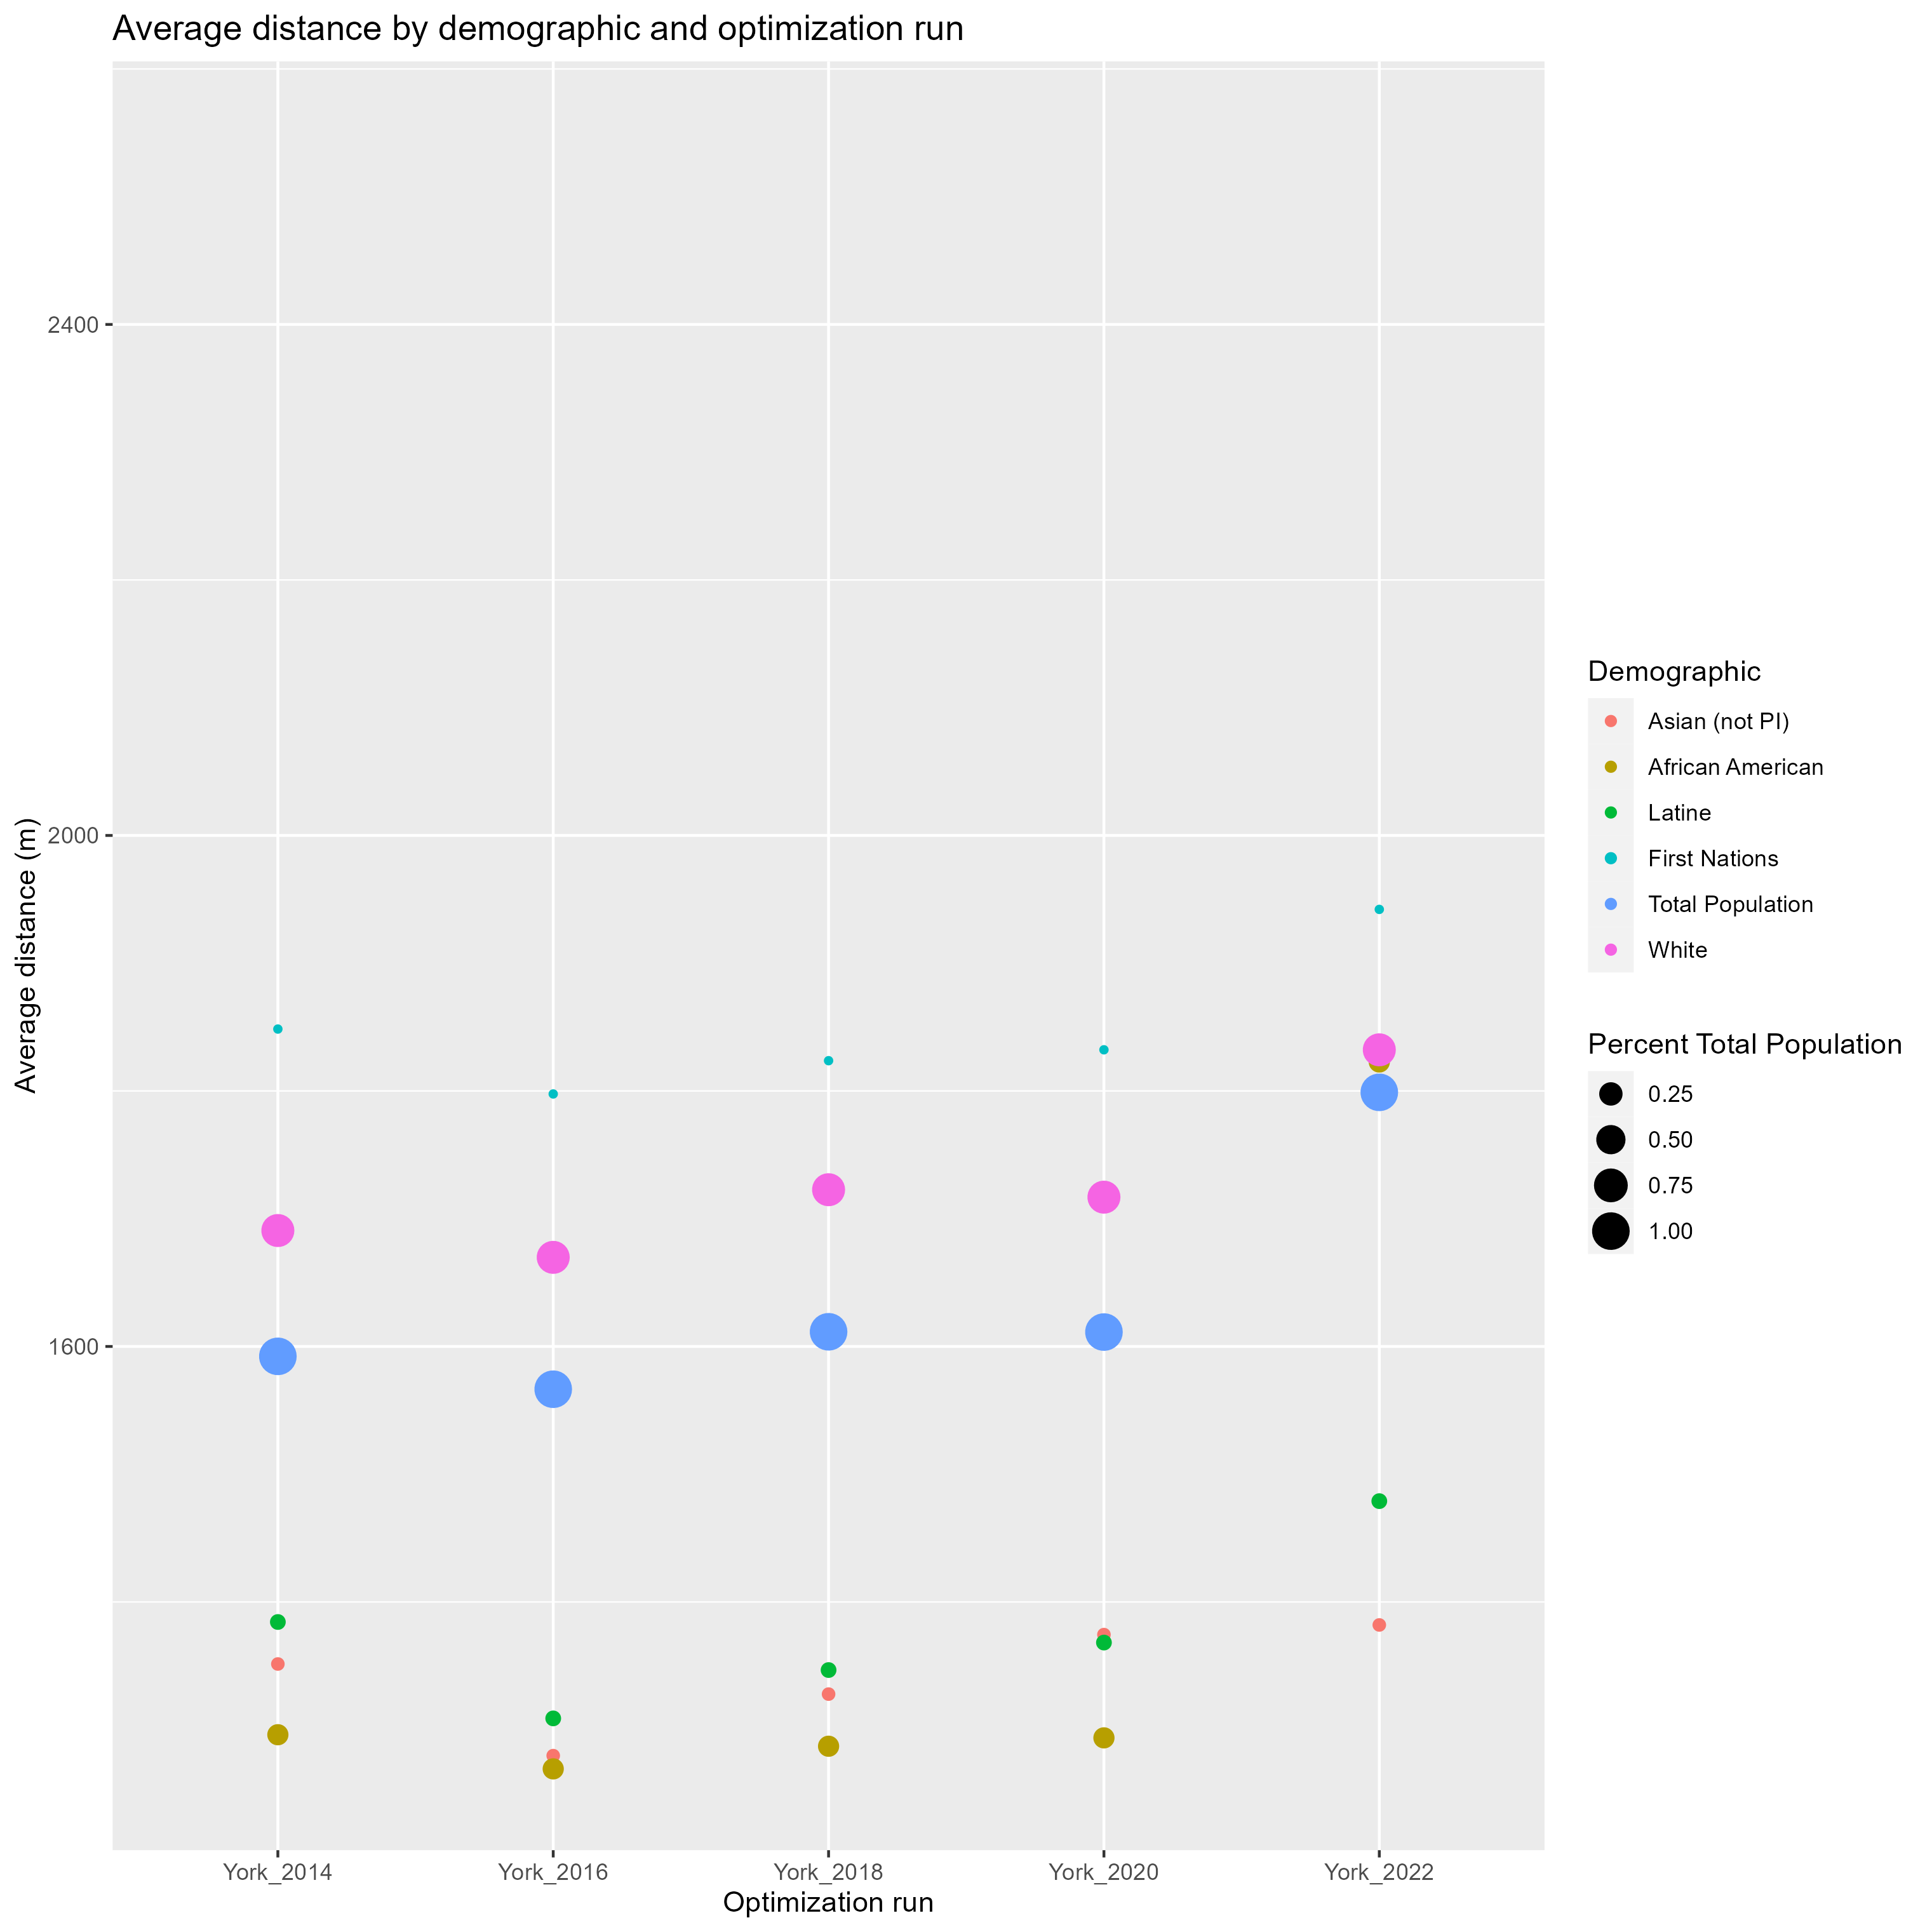 Average distance by demographic and optimization run
Average distance (m)
2400
2000
1600
York_2014
York_2016
York_2018
York_2020
York_2022
Optimization run
Demographic
Asian (not PI)
African American
Latine
First Nations
Total Population
White
Percent Total Population
0.25
0.50
0.75
1.00